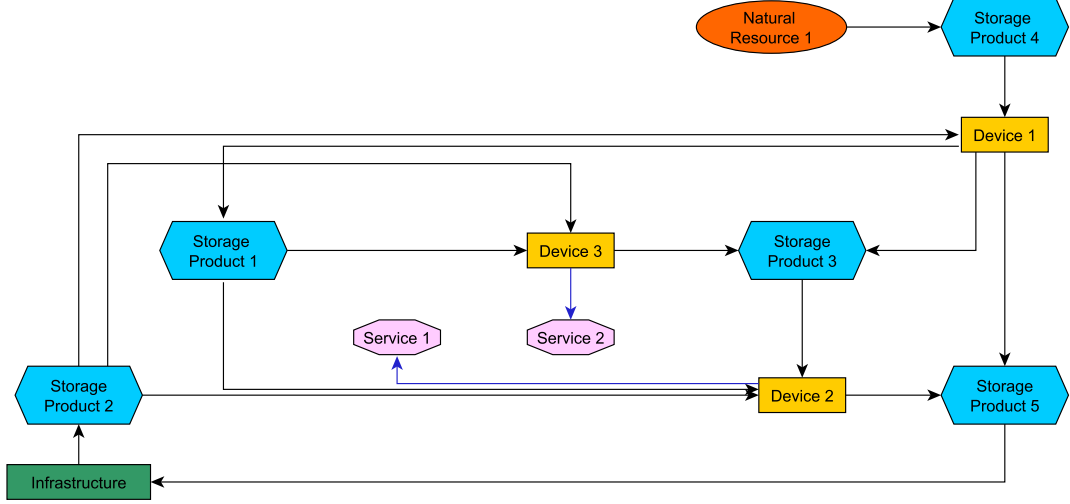 Natural
Resource 1
Storage
Product 4
Device 1
Storage
Product 1
Device 3
Storage
Product 3
Service 1
Service 2
Storage
Product 2
Device 2
Storage
Product 5
Infrastructure